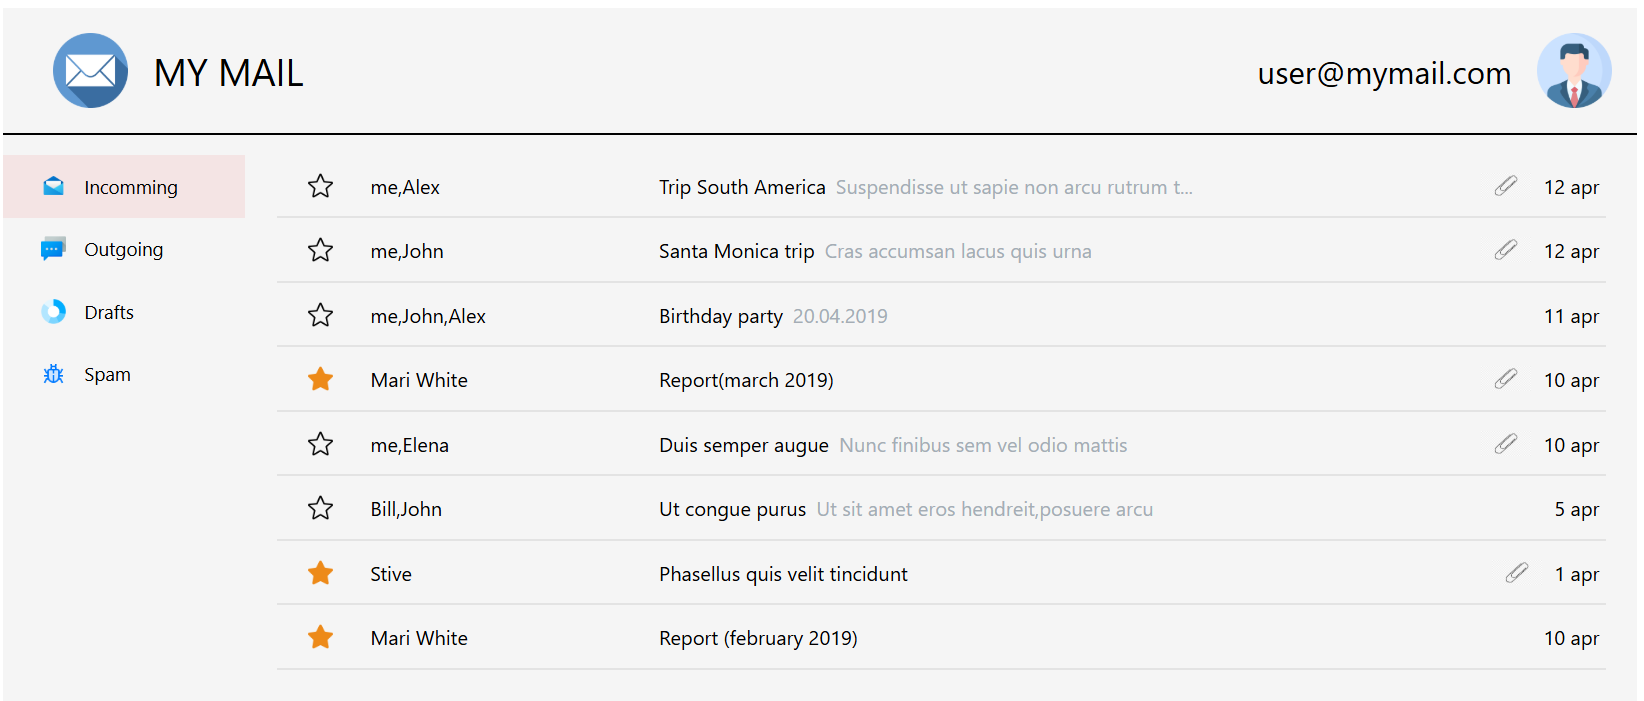 MY MAIL
user@mymail.com
Incomming
Outgoing
Drafts
Spam
me,Alex Trip South America Suspendisse ut sapie non arcu rutrum t... 12 apr
me,John Santa Monica trip Cras accumsan lacus quis urna 12 apr
me,John,Alex Birthday party 20.04.2019 11 apr
Mari White Report(march 2019) 10 apr
me,Elena Duis semper augue Nunc finibus sem vel odio mattis 10 apr
Bill,John Ut congue purus Ut sit amet eros hendreit,posuere arcu 5 apr
Stive Phasellus quis velit tincidunt 1 apr
Mari White Report (february 2019) 10 apr